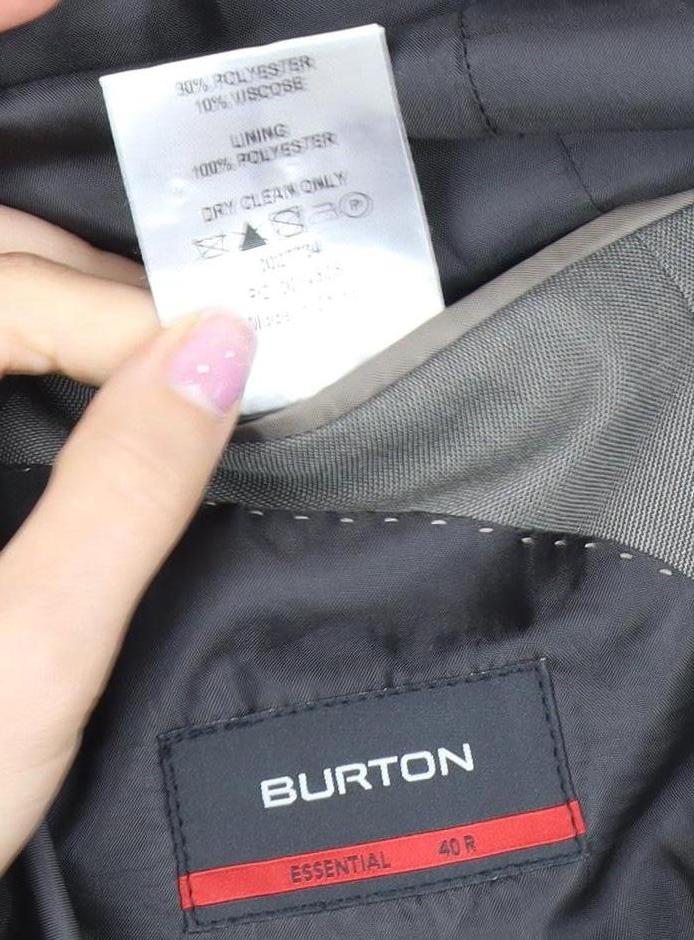 90% POLYESTER
10% VISCOSE
LINING:
100% POLYESTER
DRY CLEAN ONLY
P
BURTON
ESSENTIAL 40 R